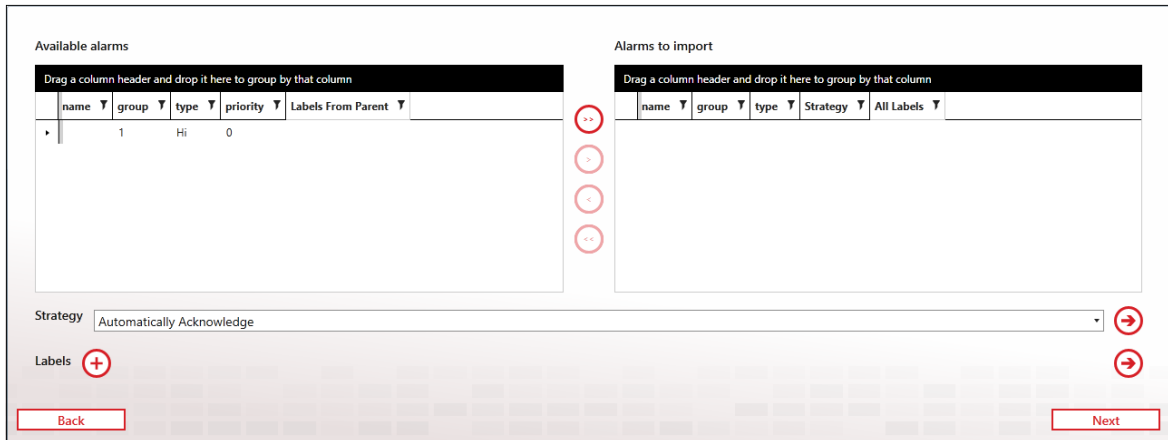 Available alarms
Alarms to import
Drag a column header and drop it here to group by that column
Drag a column header and drop it here to group by that column
name group type priority Labels From Parent
name group type Strategy All Labels
1 Hi 0
>>
>
<
<<
Strategy Automatically Acknowledge
Labels
Back
Next